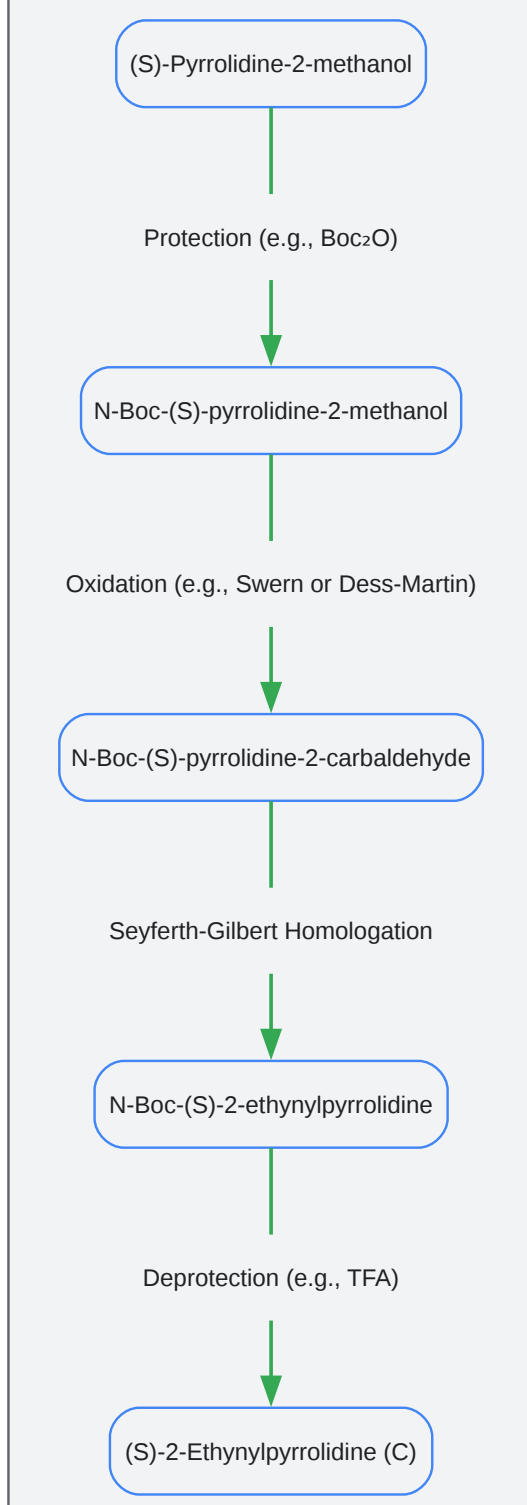 (S)-Pyrrolidine-2-methanol
Protection (e.g., Boc₂O)
N-Boc-(S)-pyrrolidine-2-methanol
Oxidation (e.g., Swern or Dess-Martin)
N-Boc-(S)-pyrrolidine-2-carbaldehyde
Seyferth-Gilbert Homologation
N-Boc-(S)-2-ethynylpyrrolidine
Deprotection (e.g., TFA)
(S)-2-Ethynylpyrrolidine (C)